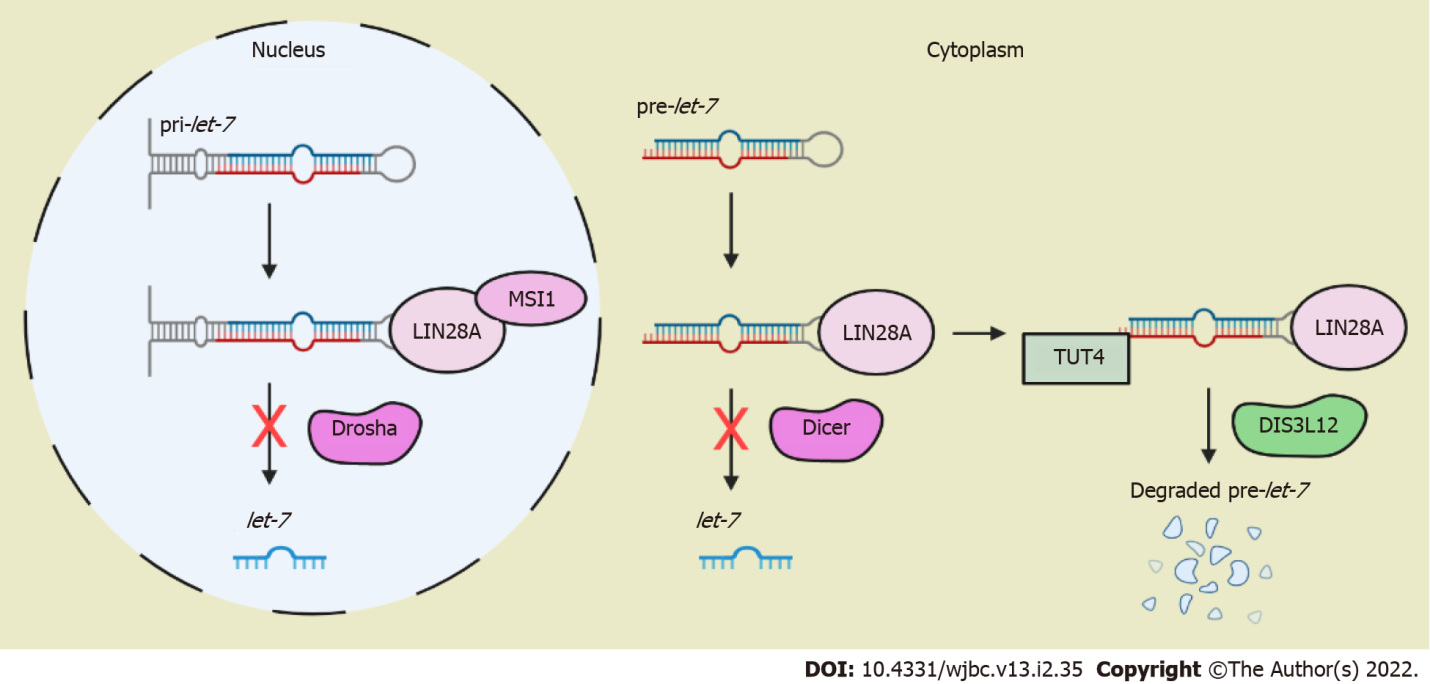 Nucleus
Cytoplasm
pri-let-7
pre-let-7
LIN28A
MSI1
LIN28A
TUT4
LIN28A
Drosha
Dicer
DIS3L12
Degraded pre-let-7
let-7
let-7
DOI: 10.4331/wjbc.v13.i2.35 Copyright ©The Author(s) 2022.